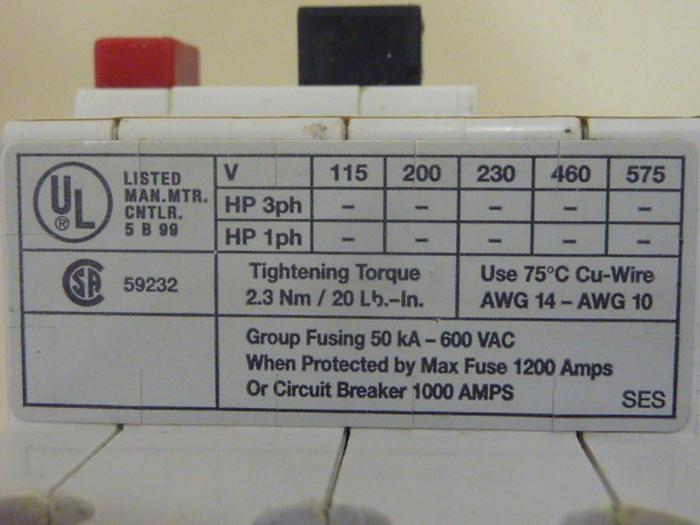 UL
®
LISTED
MAN.MTR.
CNTLR.
5 B 99
V 115 200 230 460 575
HP 3ph – – – – –
HP 1ph – – – – –
SA 59232
Tightening Torque
2.3 Nm / 20 Lb.-In.
Use 75°C Cu-Wire
AWG 14 – AWG 10
Group Fusing 50 kA – 600 VAC
When Protected by Max Fuse 1200 Amps
Or Circuit Breaker 1000 AMPS
SES